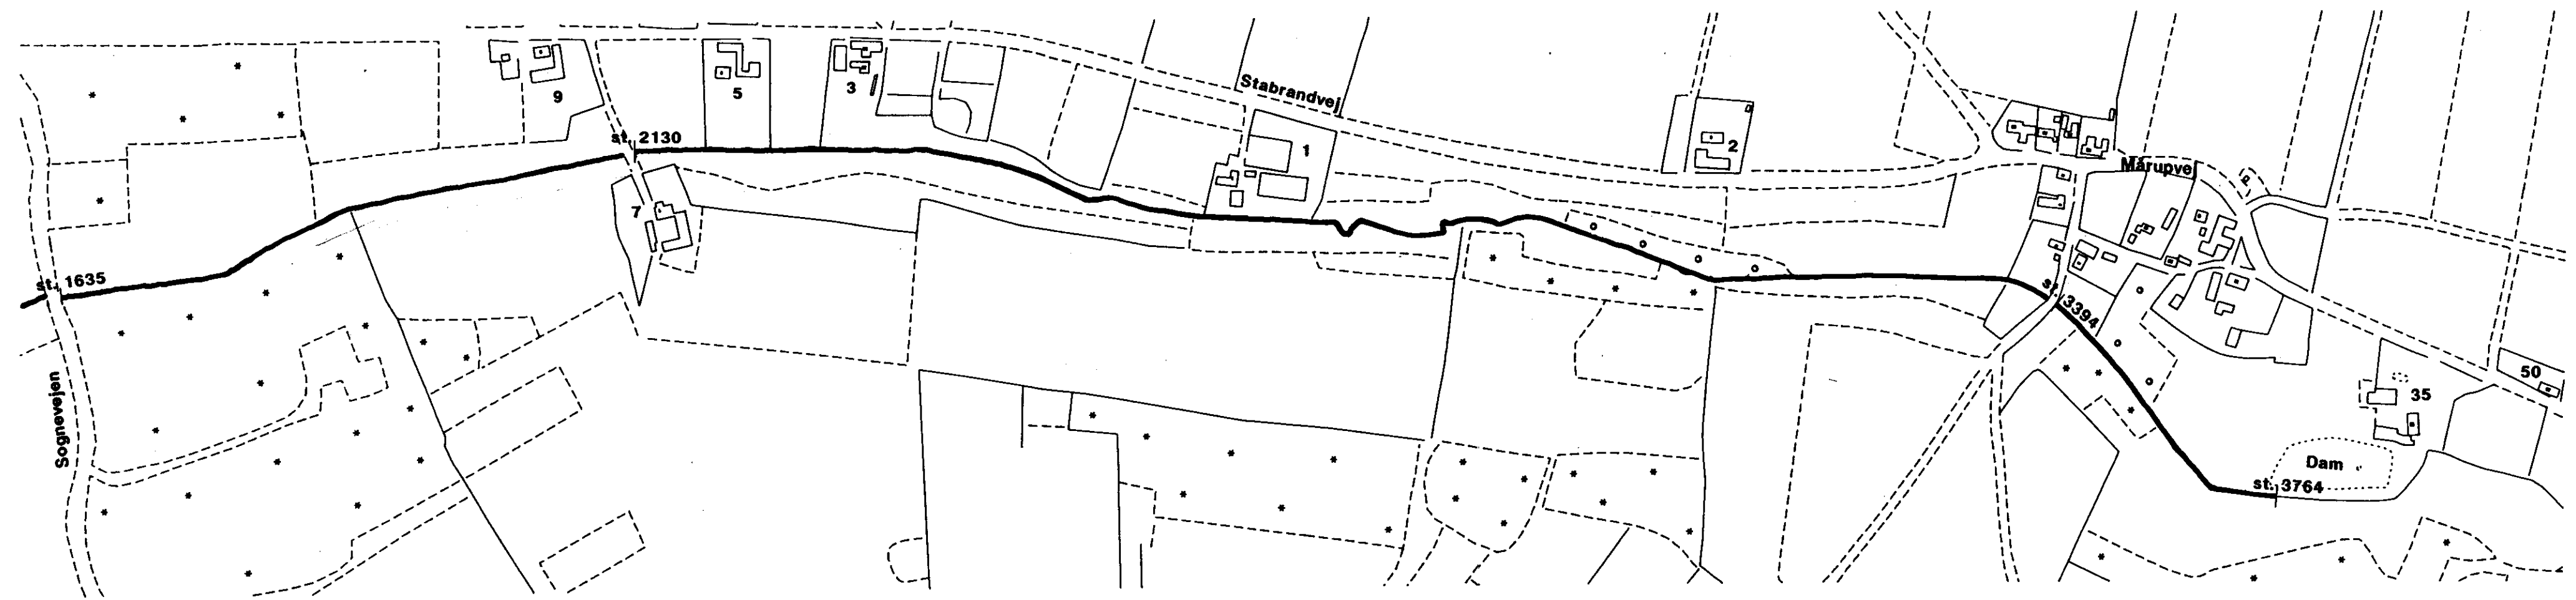 Stabrandvej
9
5
3
st. 2130
1
2
Mårupvej
7
st. 1635
st. 3394
Sognevejen
50
35
Dam
st. 3764